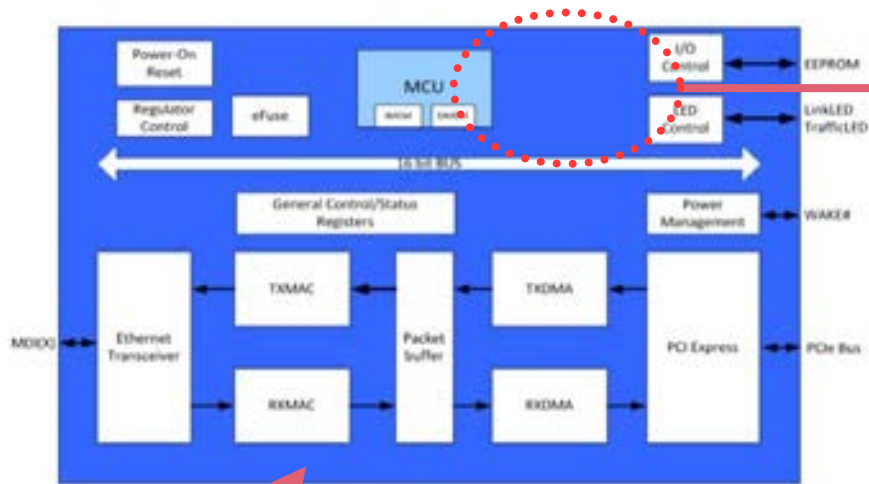 Power-On
Reset
MCU
I/O
Control
EEPROM
Regulator
Control
eFuse
LED
Control
LinkLED
TrafficLED
16 bit BUS
General Control/Status
Registers
Power
Management
WAKE#
TXMAC
TXDMA
MDI[X]
Ethernet
Transceiver
Packet
buffer
PCI Express
PCIe Bus
RXMAC
RXDMA